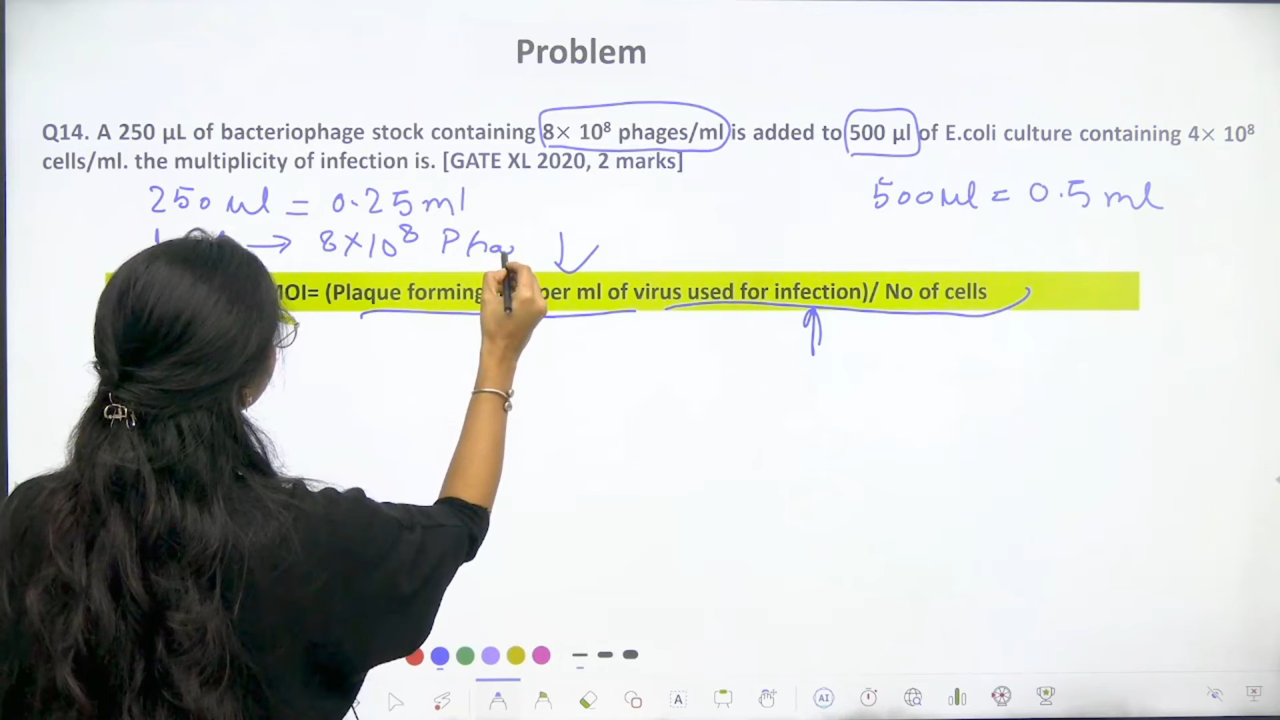 Problem
Q14. A 250 µL of bacteriophage stock containing 8× 10⁸ phages/ml is added to 500 µl of E.coli culture containing 4× 10⁸
cells/ml. the multiplicity of infection is. [GATE XL 2020, 2 marks]
250 µl = 0.25 ml
500 µl = 0.5 ml
→ 8×10⁸ Pha
MOI= (Plaque forming per ml of virus used for infection)/ No of cells
A
AI